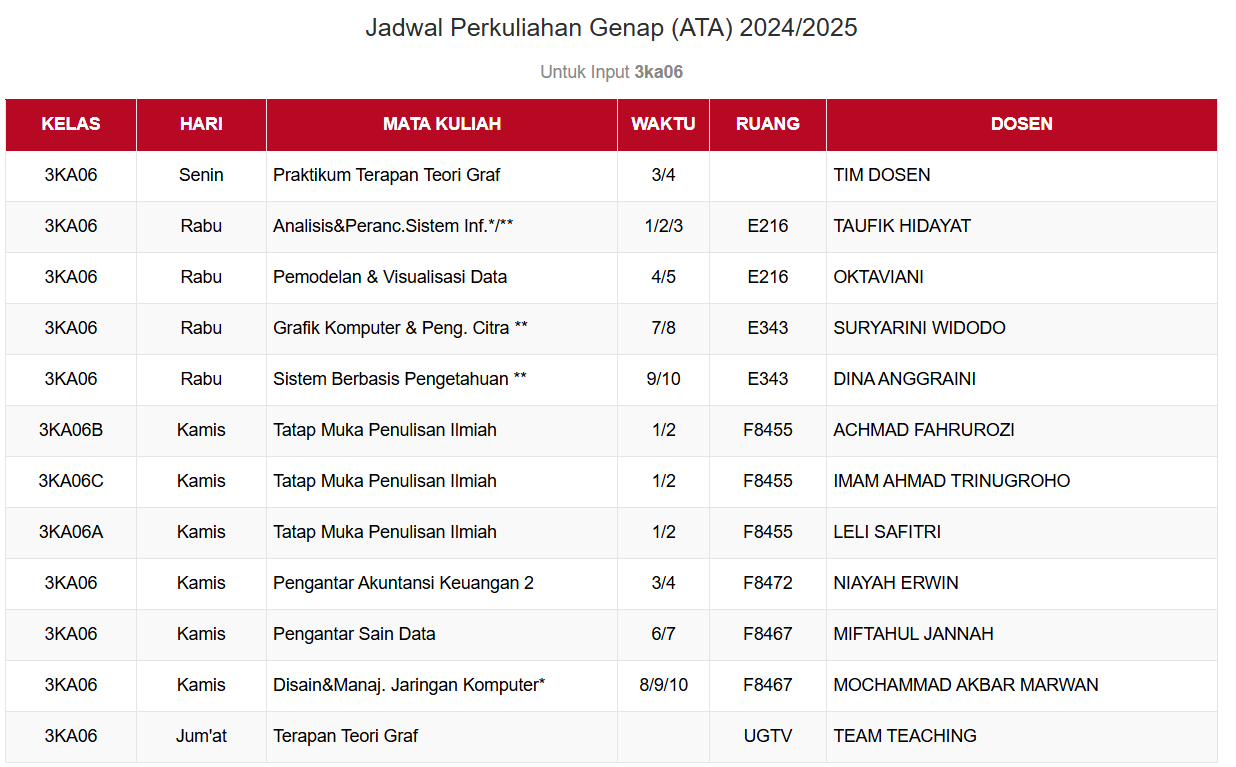 Jadwal Perkuliahan Genap (ATA) 2024/2025
Untuk Input 3ka06
KELAS HARI MATA KULIAH WAKTU RUANG DOSEN
3KA06 Senin Praktikum Terapan Teori Graf 3/4 TIM DOSEN
3KA06 Rabu Analisis&Peranc.Sistem Inf.*/** 1/2/3 E216 TAUFIK HIDAYAT
3KA06 Rabu Pemodelan & Visualisasi Data 4/5 E216 OKTAVIANI
3KA06 Rabu Grafik Komputer & Peng. Citra ** 7/8 E343 SURYARINI WIDODO
3KA06 Rabu Sistem Berbasis Pengetahuan ** 9/10 E343 DINA ANGGRAINI
3KA06B Kamis Tatap Muka Penulisan Ilmiah 1/2 F8455 ACHMAD FAHRUROZI
3KA06C Kamis Tatap Muka Penulisan Ilmiah 1/2 F8455 IMAM AHMAD TRINUGROHO
3KA06A Kamis Tatap Muka Penulisan Ilmiah 1/2 F8455 LELI SAFITRI
3KA06 Kamis Pengantar Akuntansi Keuangan 2 3/4 F8472 NIAYAH ERWIN
3KA06 Kamis Pengantar Sain Data 6/7 F8467 MIFTAHUL JANNAH
3KA06 Kamis Disain&Manaj. Jaringan Komputer* 8/9/10 F8467 MOCHAMMAD AKBAR MARWAN
3KA06 Jum'at Terapan Teori Graf UGTV TEAM TEACHING